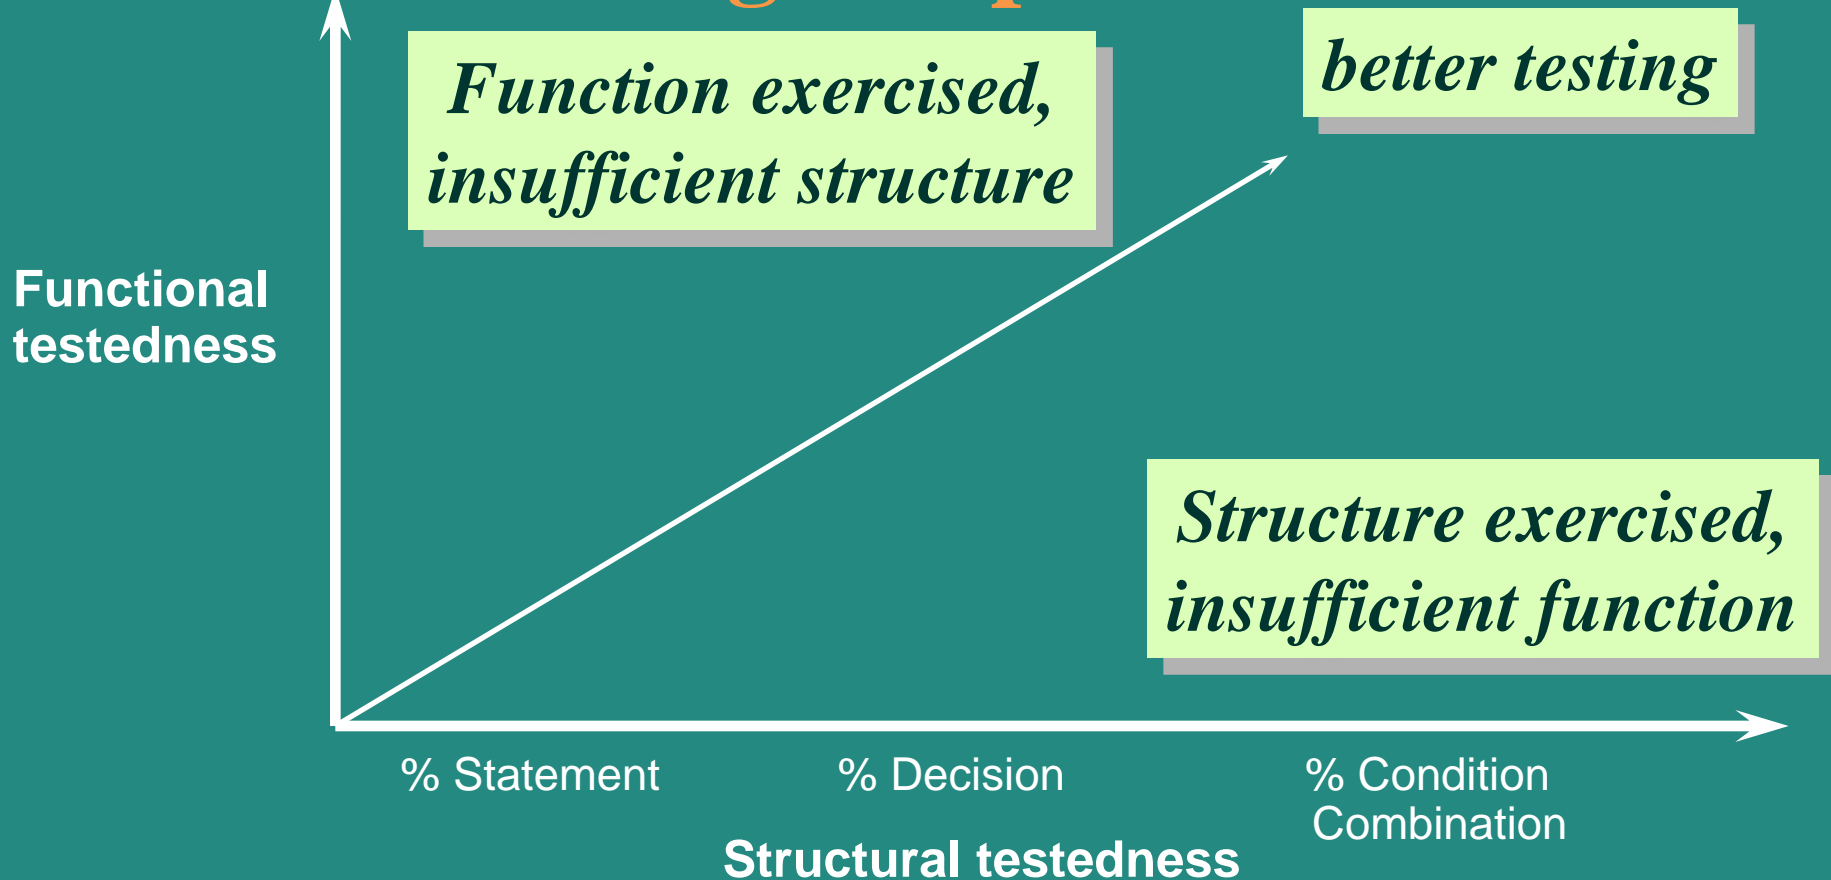 Function exercised,
insufficient structure
better testing
Functional
testedness
Structure exercised,
insufficient function
% Statement
% Decision
% Condition
Combination
Structural testedness